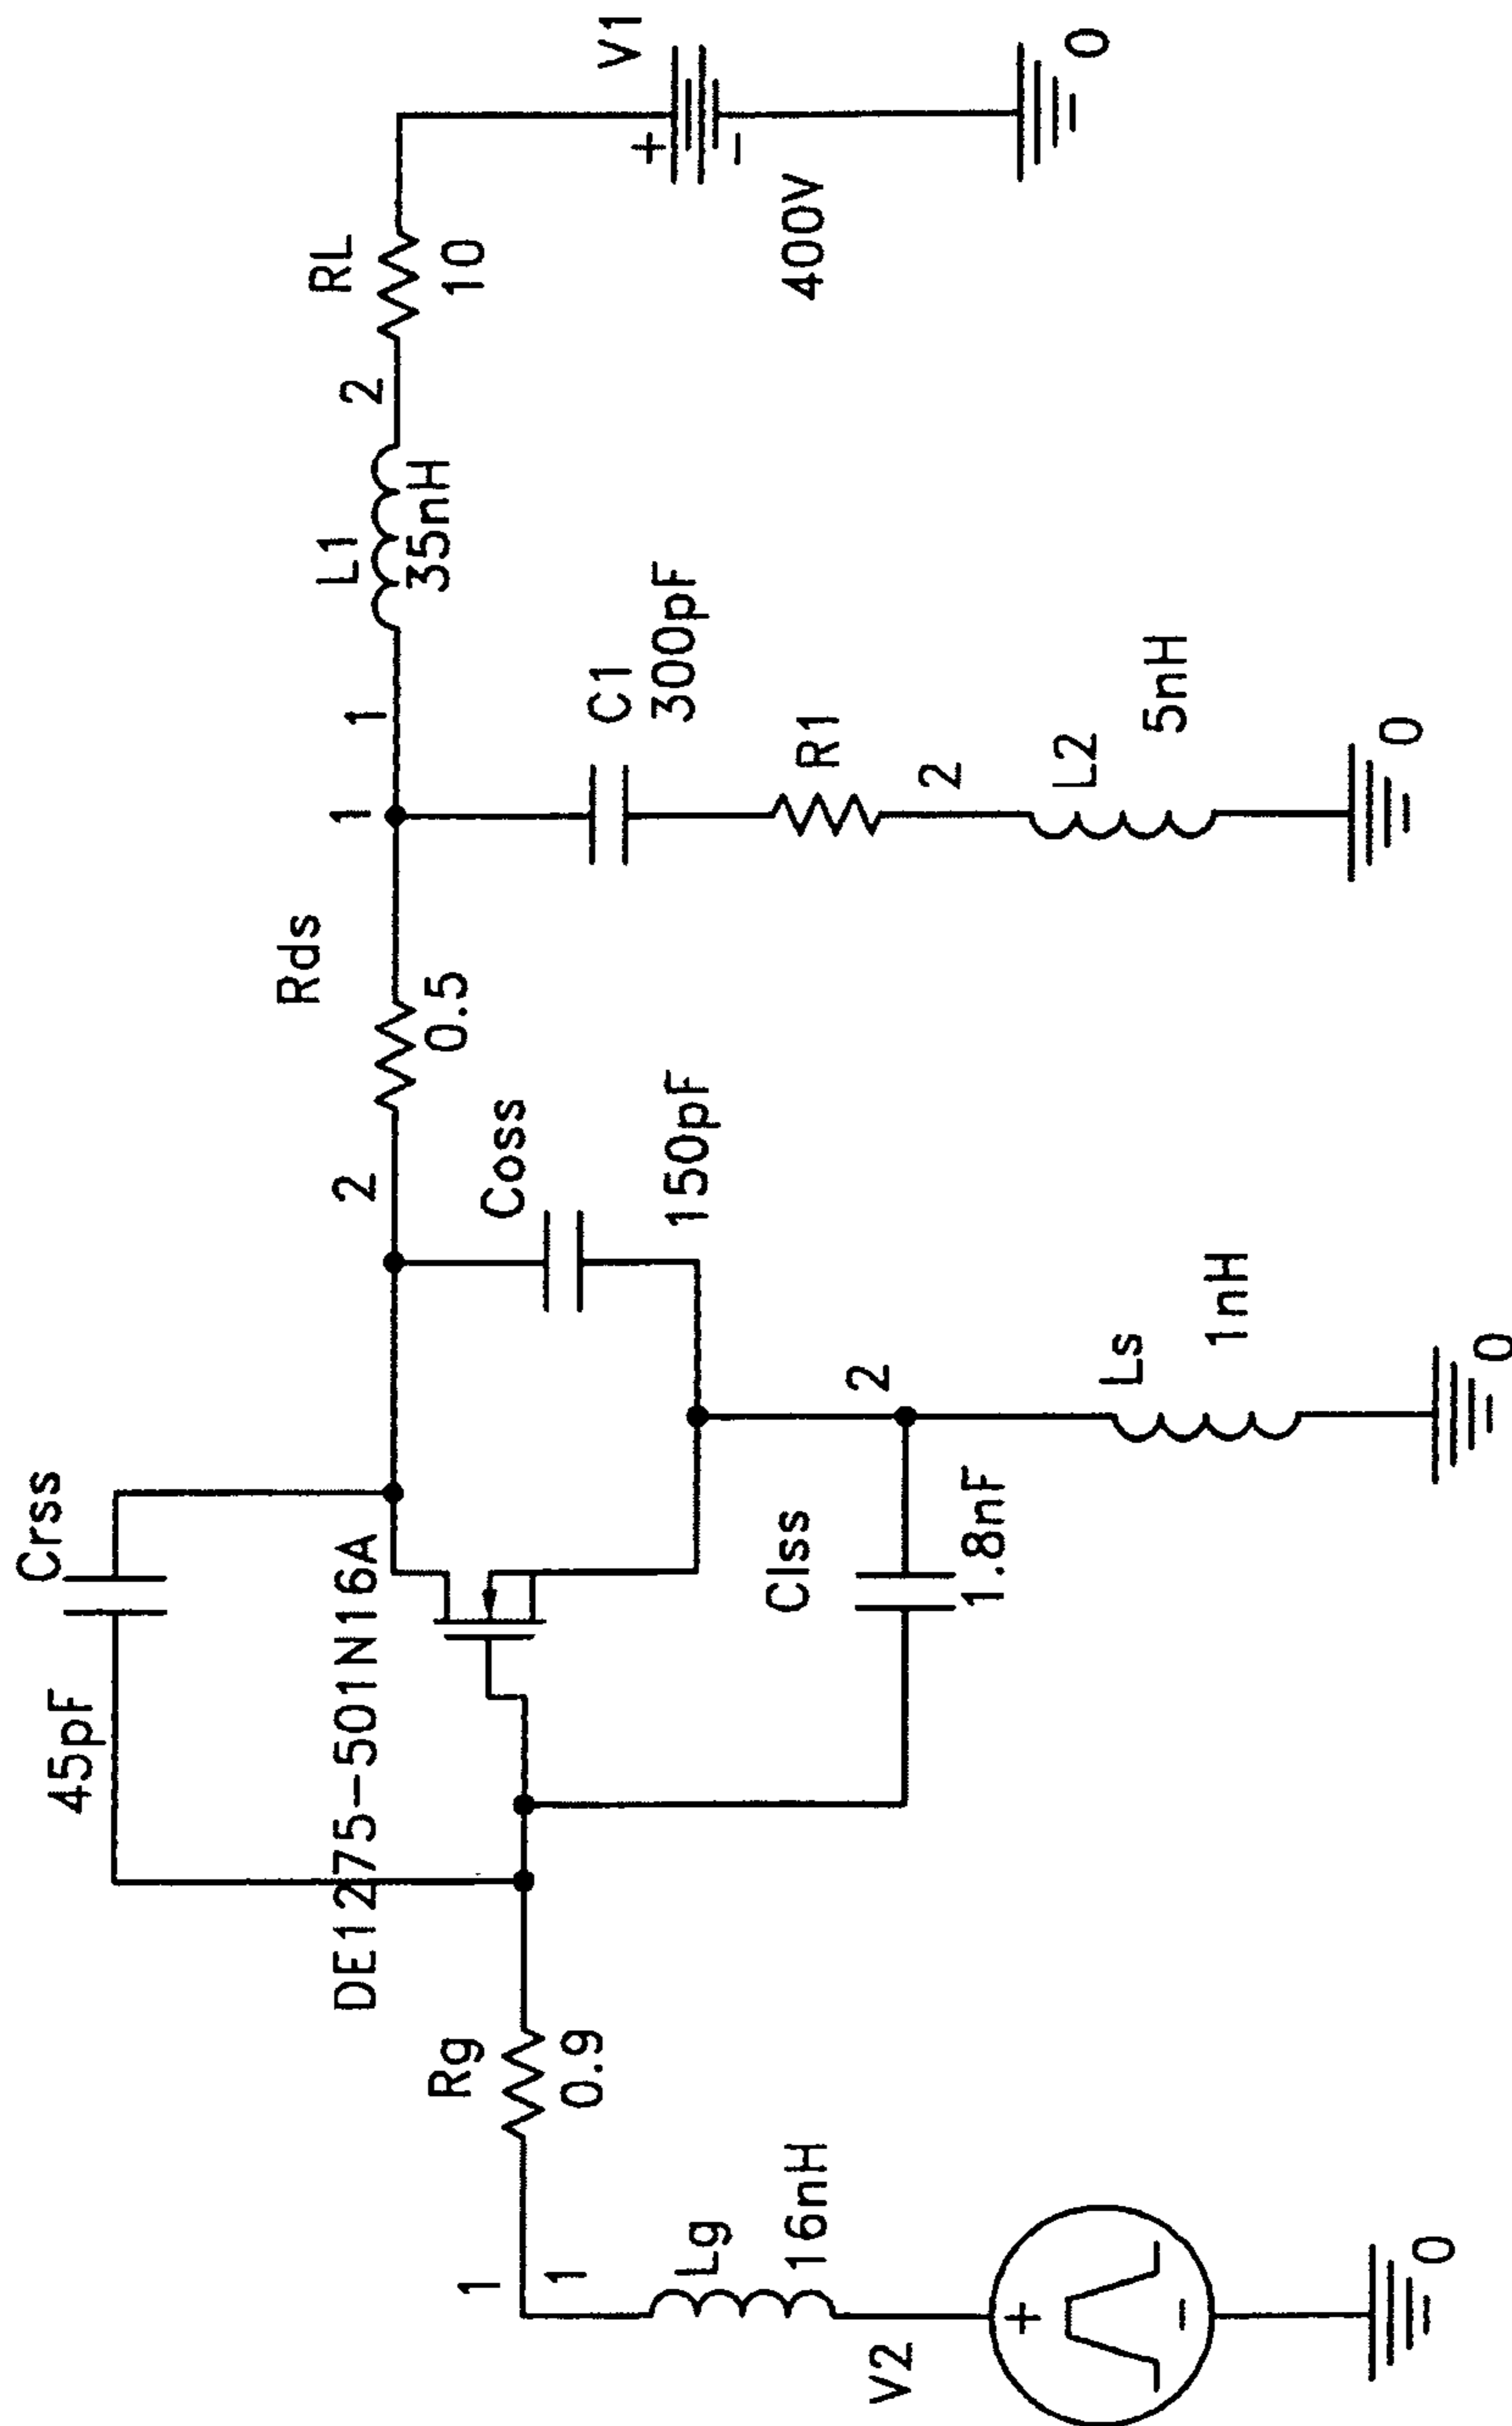 Crss
45pF
Rds
RL
L1
DE1275-501N16A
2
1
1
2
0.5
35nH
10
Rg
1
Coss
0.9
1
C1
V1
150pF
300pF
+
-
Lg
CIss
2
16nH
R1
400V
1.8nF
V2
2
+
-
Ls
L2
0
1nH
5nH
0
0
0